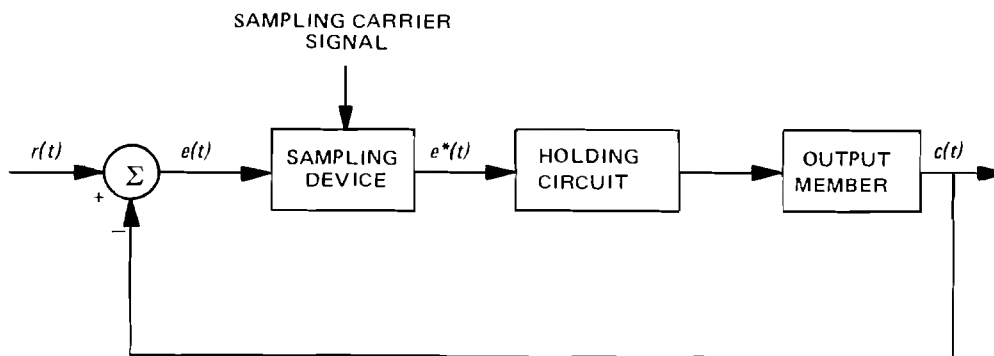 SAMPLING CARRIER
SIGNAL
r(t)
+
−
Σ
e(t)
SAMPLING
DEVICE
e*(t)
HOLDING
CIRCUIT
OUTPUT
MEMBER
c(t)